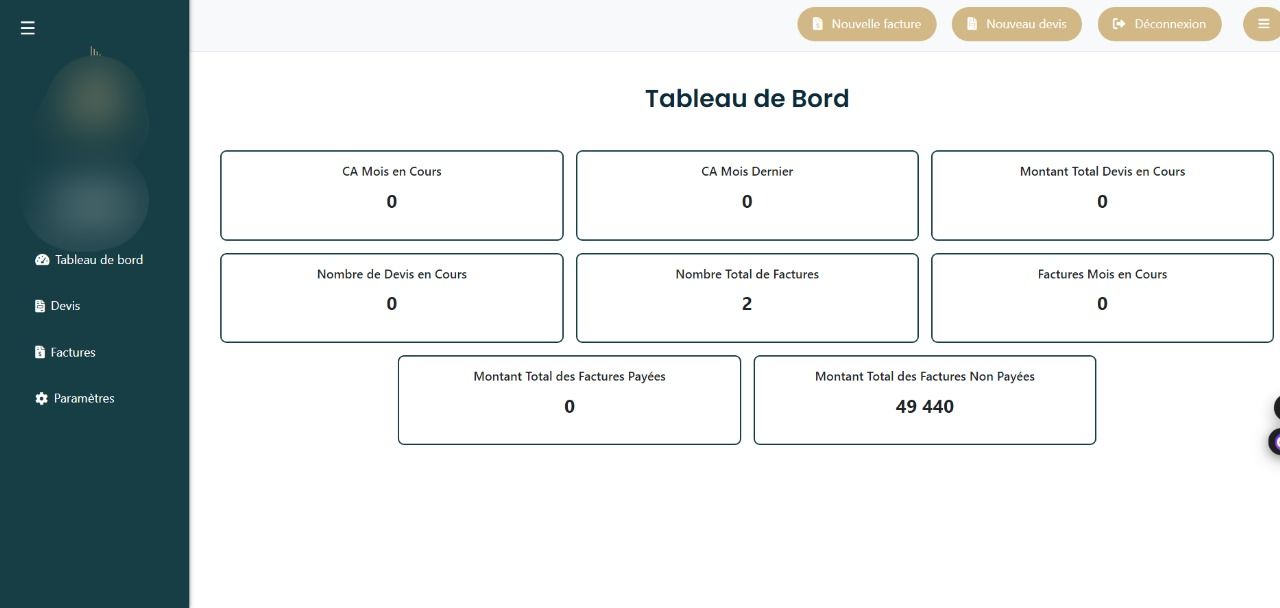 Nouvelle facture
Nouveau devis
Déconnexion
Tableau de Bord
CA Mois en Cours
0
CA Mois Dernier
0
Montant Total Devis en Cours
0
Nombre de Devis en Cours
0
Nombre Total de Factures
2
Factures Mois en Cours
0
Montant Total des Factures Payées
0
Montant Total des Factures Non Payées
49 440
Tableau de bord
Devis
Factures
Paramètres